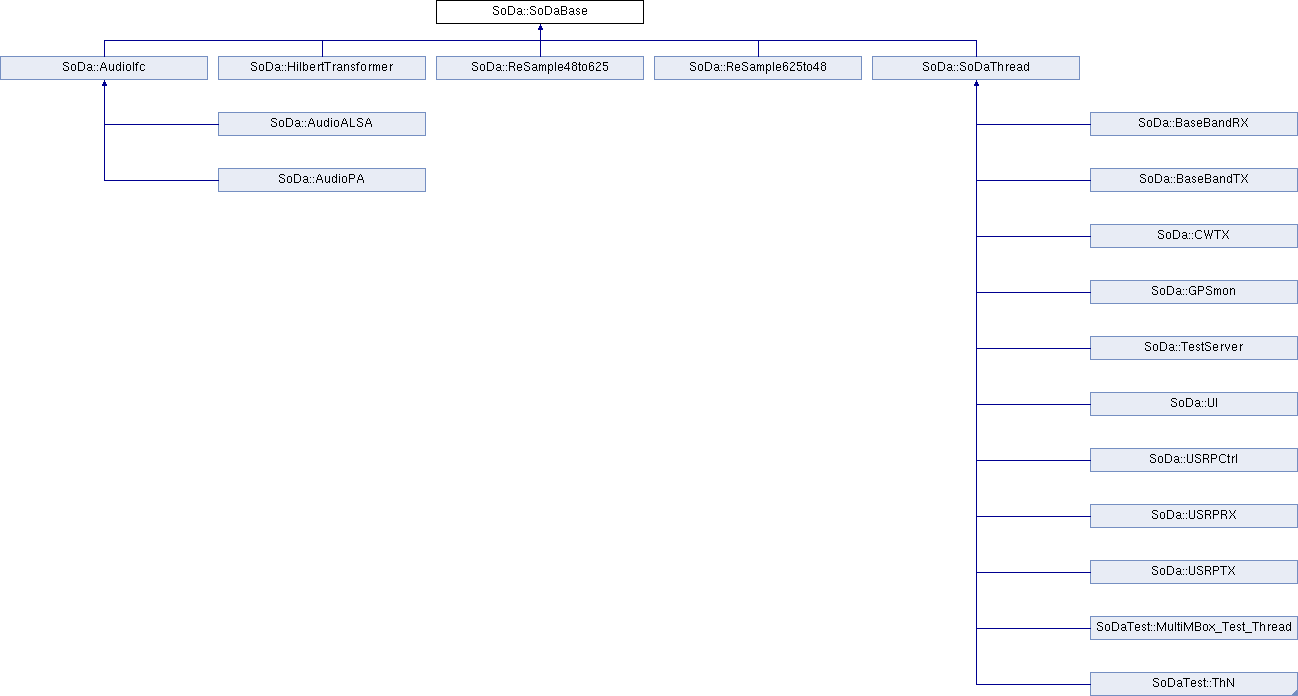 SoDa::SoDaBase
SoDa::AudioIfc
SoDa::HilbertTransformer
SoDa::ReSample48to625
SoDa::ReSample625to48
SoDa::SoDaThread
SoDa::AudioALSA
SoDa::BaseBandRX
SoDa::AudioPA
SoDa::BaseBandTX
SoDa::CWTX
SoDa::GPSmon
SoDa::TestServer
SoDa::UI
SoDa::USRPCtrl
SoDa::USRPRX
SoDa::USRPTX
SoDaTest::MultiMBox_Test_Thread
SoDaTest::ThN